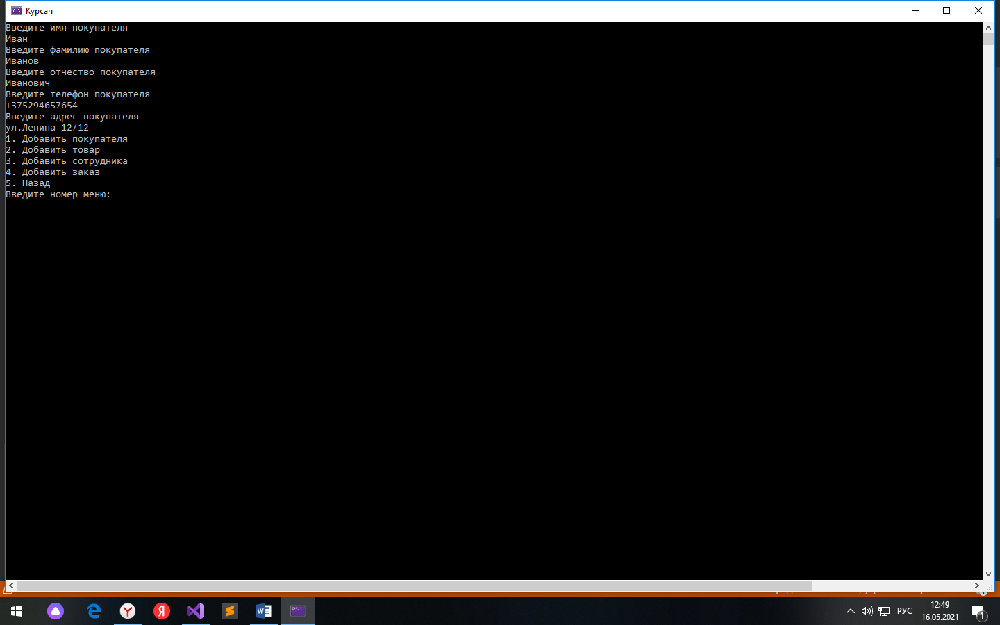 Курсач
Введите имя покупателя
Иван
Введите фамилию покупателя
Иванов
Введите отчество покупателя
Иванович
Введите телефон покупателя
+375294657654
Введите адрес покупателя
ул.Ленина 12/12
1. Добавить покупателя
2. Добавить товар
3. Добавить сотрудника
4. Добавить заказ
5. Назад
Введите номер меню:
РУС
12:49
16.05.2021
1